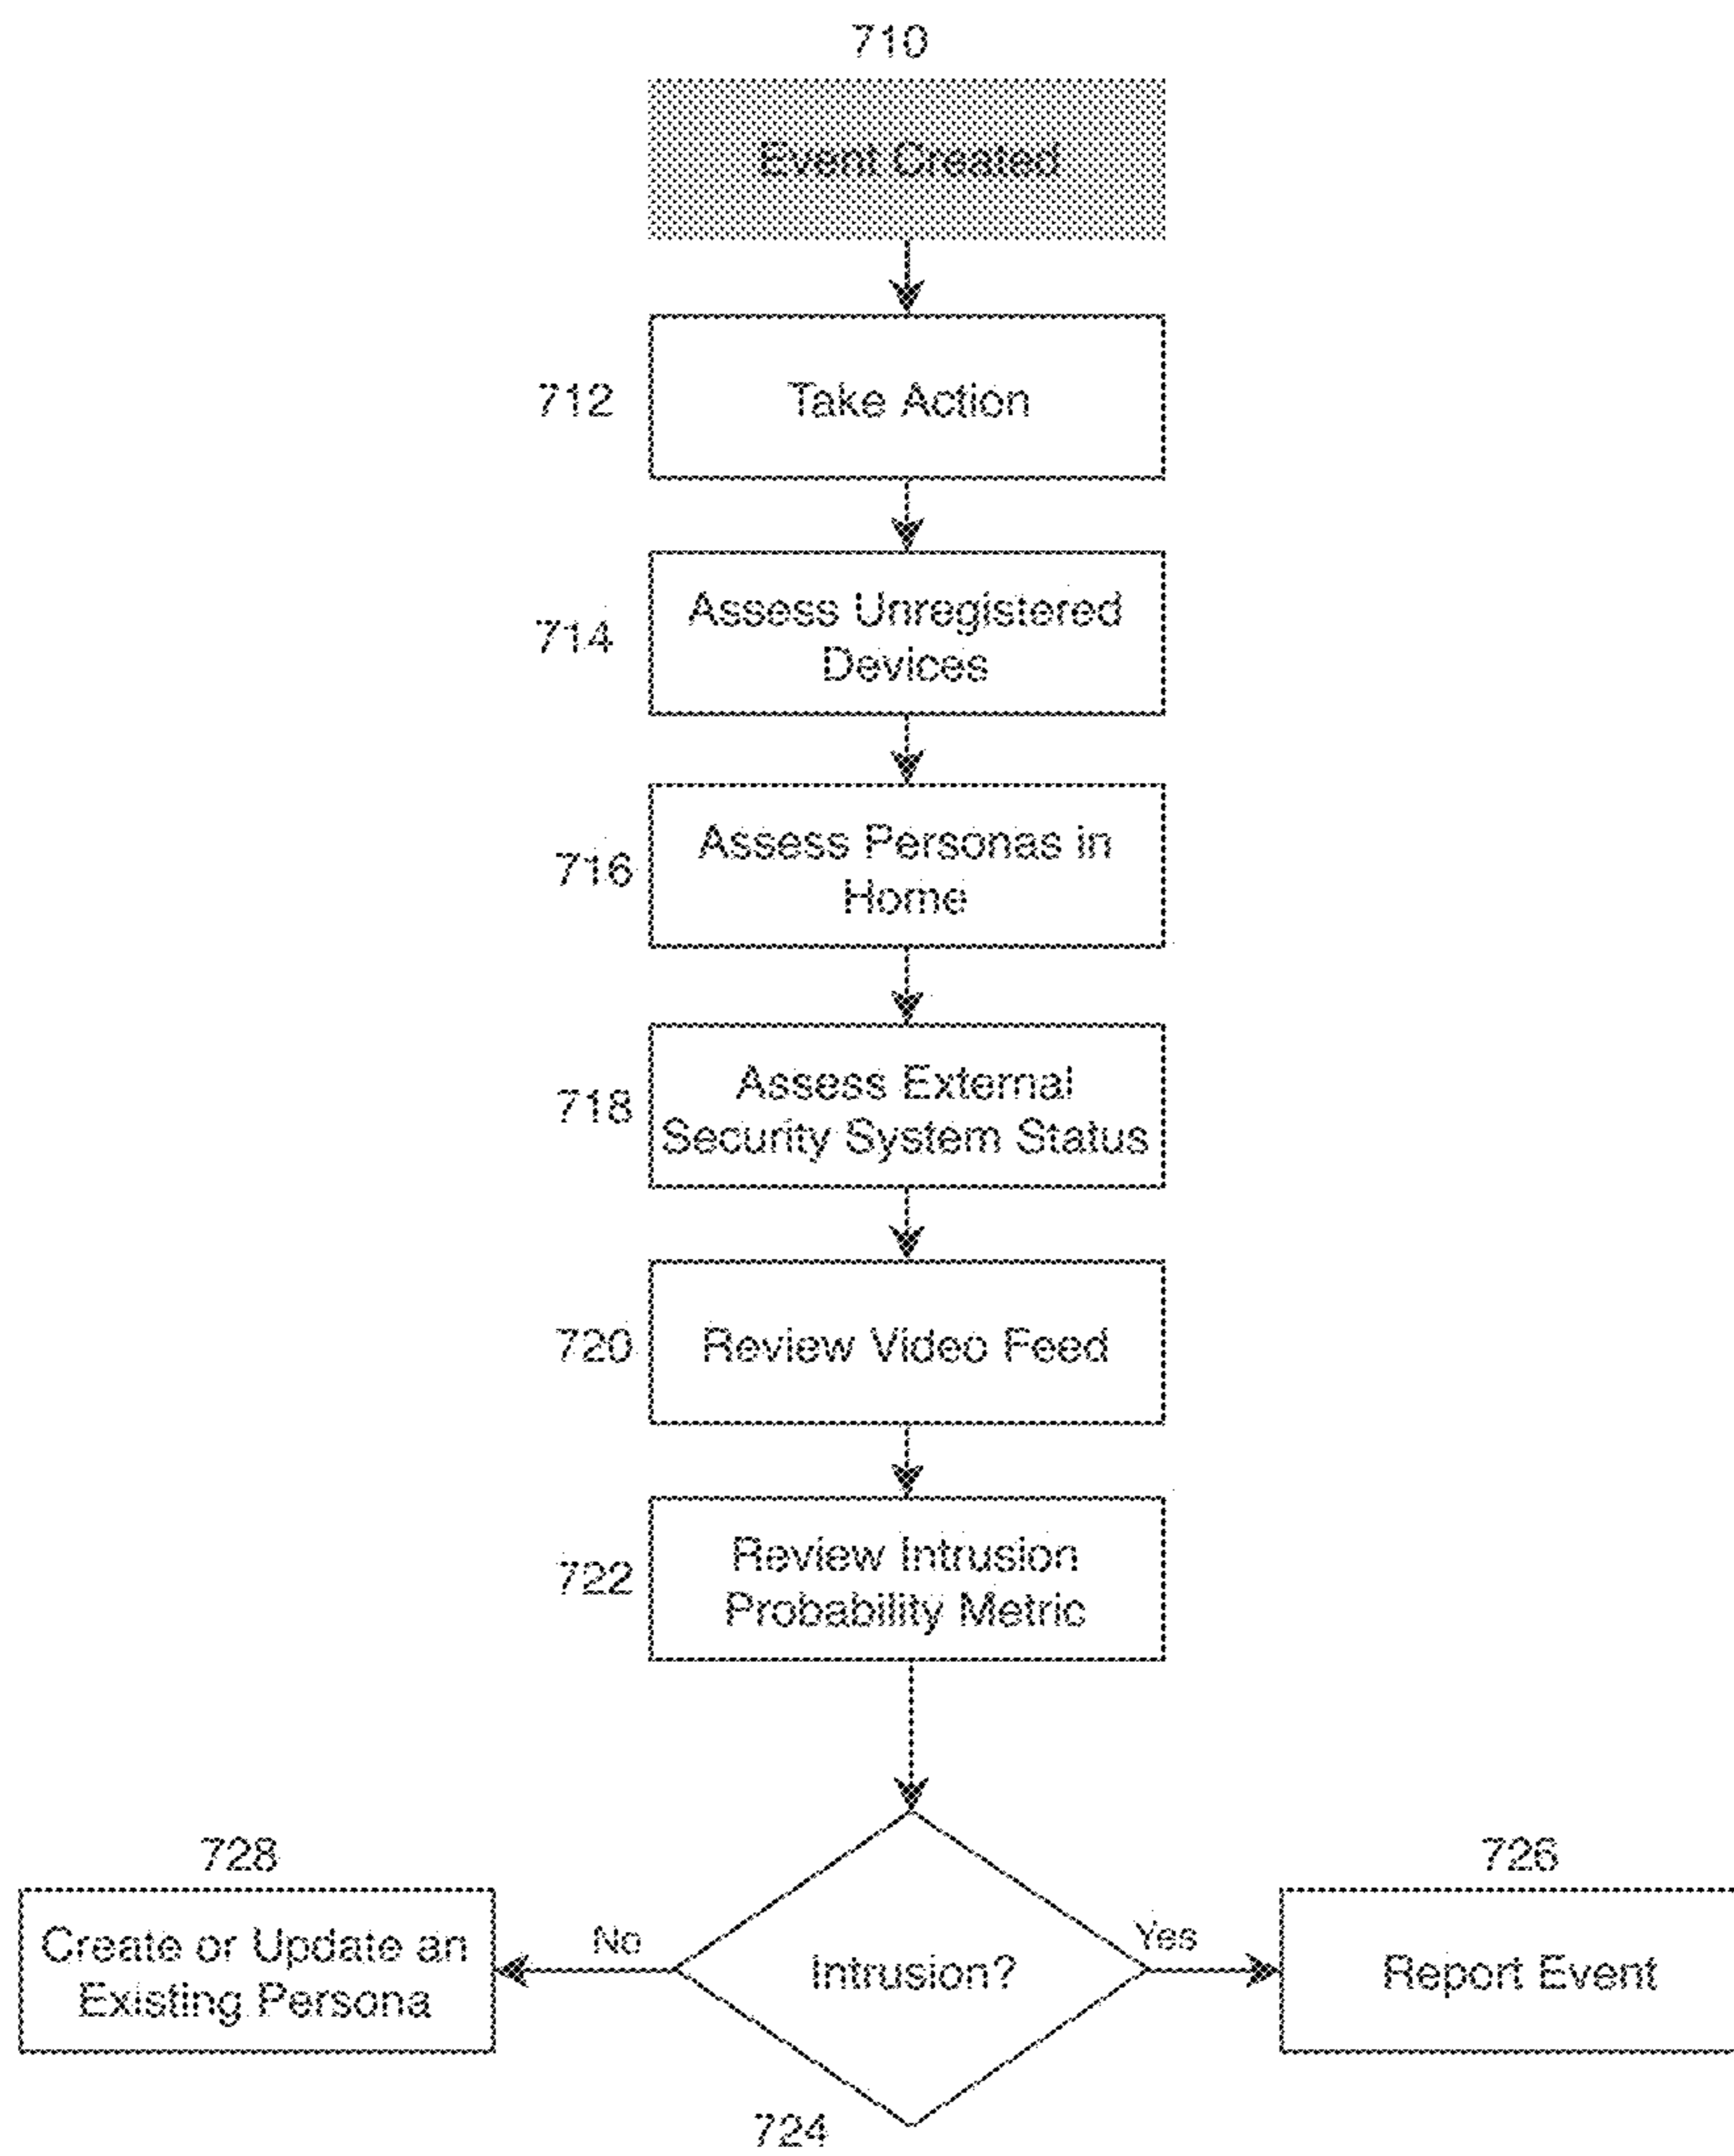 710
Event Created
712
Take Action
714
Assess Unregistered
Devices
716
Assess Personas in
Home
718
Assess External
Security System Status
720
Review Video Feed
722
Review Intrusion
Probability Metric
728
726
Create or Update an
Existing Persona
No
Intrusion?
Yes
Report Event
724